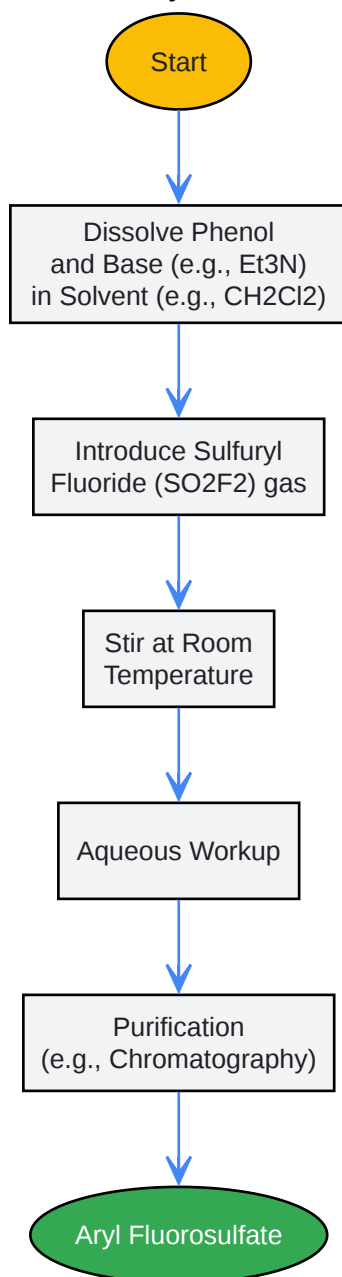 Start
Dissolve Phenol
and Base (e.g., Et3N)
in Solvent (e.g., CH2Cl2)
Introduce Sulfuryl
Fluoride (SO2F2) gas
Stir at Room
Temperature
Aqueous Workup
Purification
(e.g., Chromatography)
Aryl Fluorosulfate